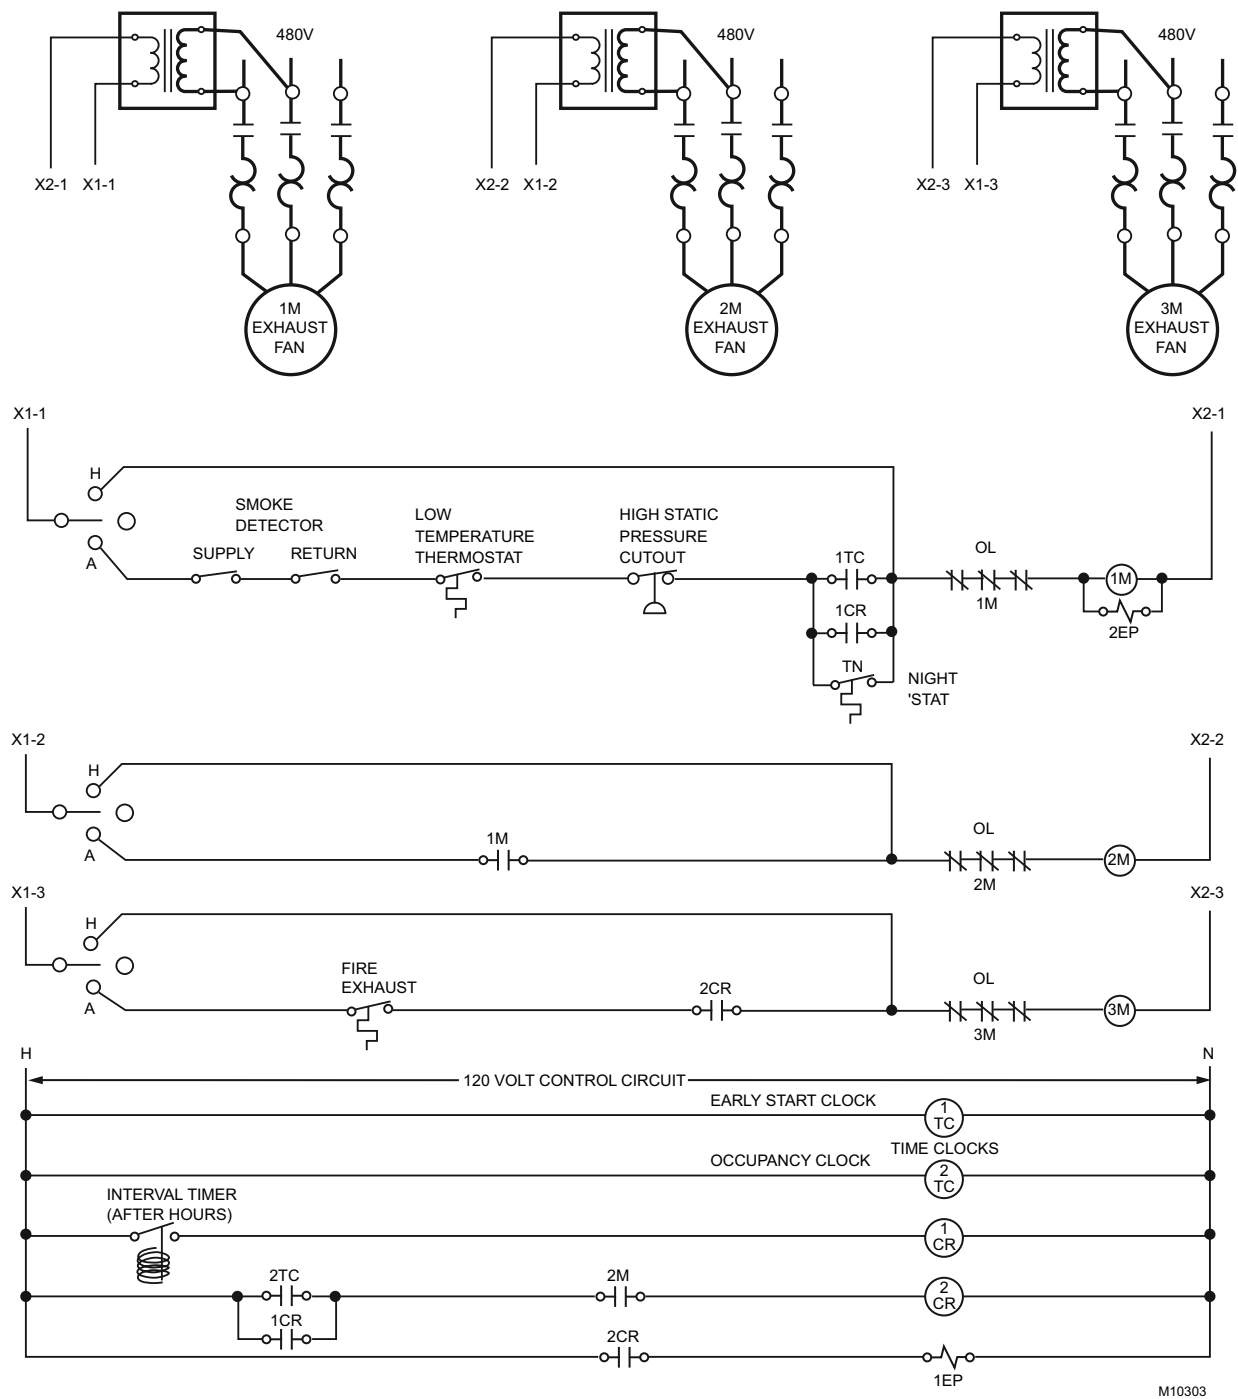 480V
480V
480V
X2-1 X1-1
X2-2 X1-2
X2-3 X1-3
1M
EXHAUST
FAN
2M
EXHAUST
FAN
3M
EXHAUST
FAN
X1-1
X2-1
H
A
SMOKE
DETECTOR
SUPPLY
RETURN
LOW
TEMPERATURE
THERMOSTAT
HIGH STATIC
PRESSURE
CUTOUT
1TC
1CR
TN
NIGHT
'STAT
OL
1M
1M
2EP
X1-2
X2-2
H
A
1M
OL
2M
2M
X1-3
X2-3
H
A
FIRE
EXHAUST
2CR
OL
3M
3M
H
N
120 VOLT CONTROL CIRCUIT
EARLY START CLOCK
1
TC
TIME CLOCKS
OCCUPANCY CLOCK
2
TC
INTERVAL TIMER
(AFTER HOURS)
1
CR
2TC
1CR
2M
2
CR
2CR
1EP
M10303